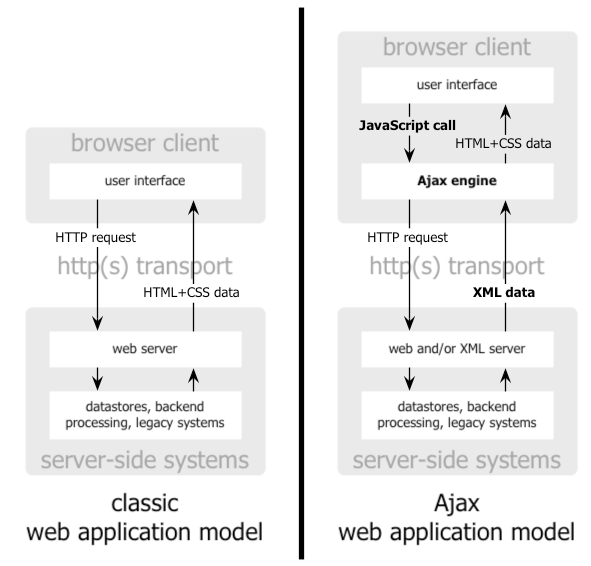 browser client
user interface
HTTP request
http(s) transport
HTML+CSS data
web server
datastores, backend
processing, legacy systems
server-side systems
classic
web application model
browser client
user interface
JavaScript call
HTML+CSS data
Ajax engine
HTTP request
http(s) transport
XML data
web and/or XML server
datastores, backend
processing, legacy systems
server-side systems
Ajax
web application model